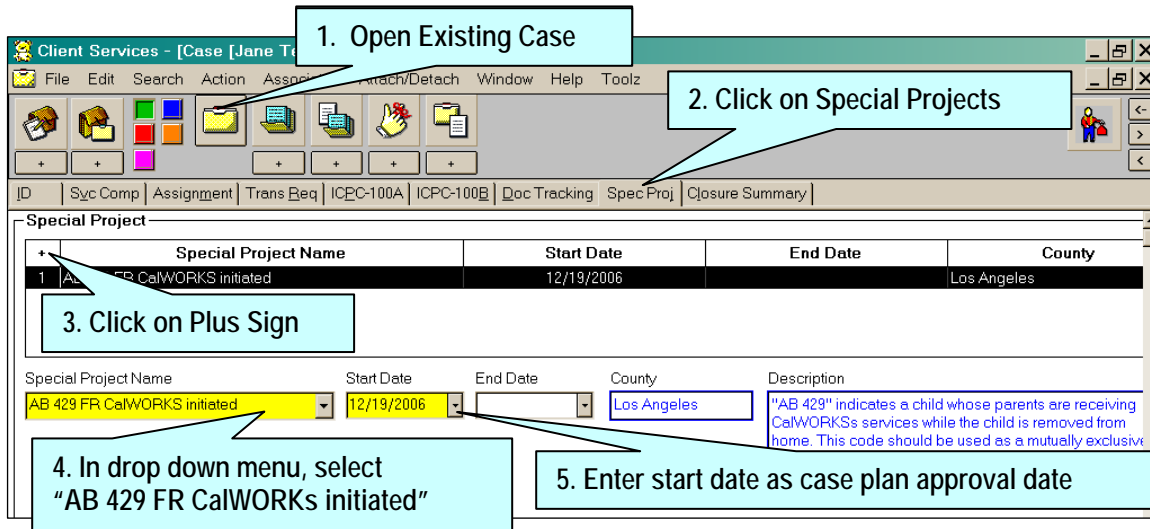 1. Open Existing Case
Client Services - [Case [Jane Te
File Edit Search Action Associ Attach/Detach Window Help Toolz
2. Click on Special Projects
+ + + + + +
<-
>
<
ID Svc Comp Assignment Trans Req ICPC-100A ICPC-100B Doc Tracking Spec Proj Closure Summary
Special Project
+ Special Project Name Start Date End Date County
1 FR CalWORKS initiated 12/19/2006 Los Angeles
3. Click on Plus Sign
Special Project Name Start Date End Date County Description
AB 429 FR CalWORKS initiated 12/19/2006 Los Angeles "AB 429" indicates a child whose parents are receiving
CalWORKSs services while the child is removed from
home. This code should be used as a mutually exclusive
4. In drop down menu, select
“AB 429 FR CalWORKs initiated”
5. Enter start date as case plan approval date